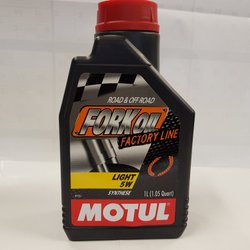 ROAD & OFF ROAD
FORK OIL
FACTORY LINE
LIGHT
5W
SYNTHESE
1L (1.05 Quart)
MOTUL